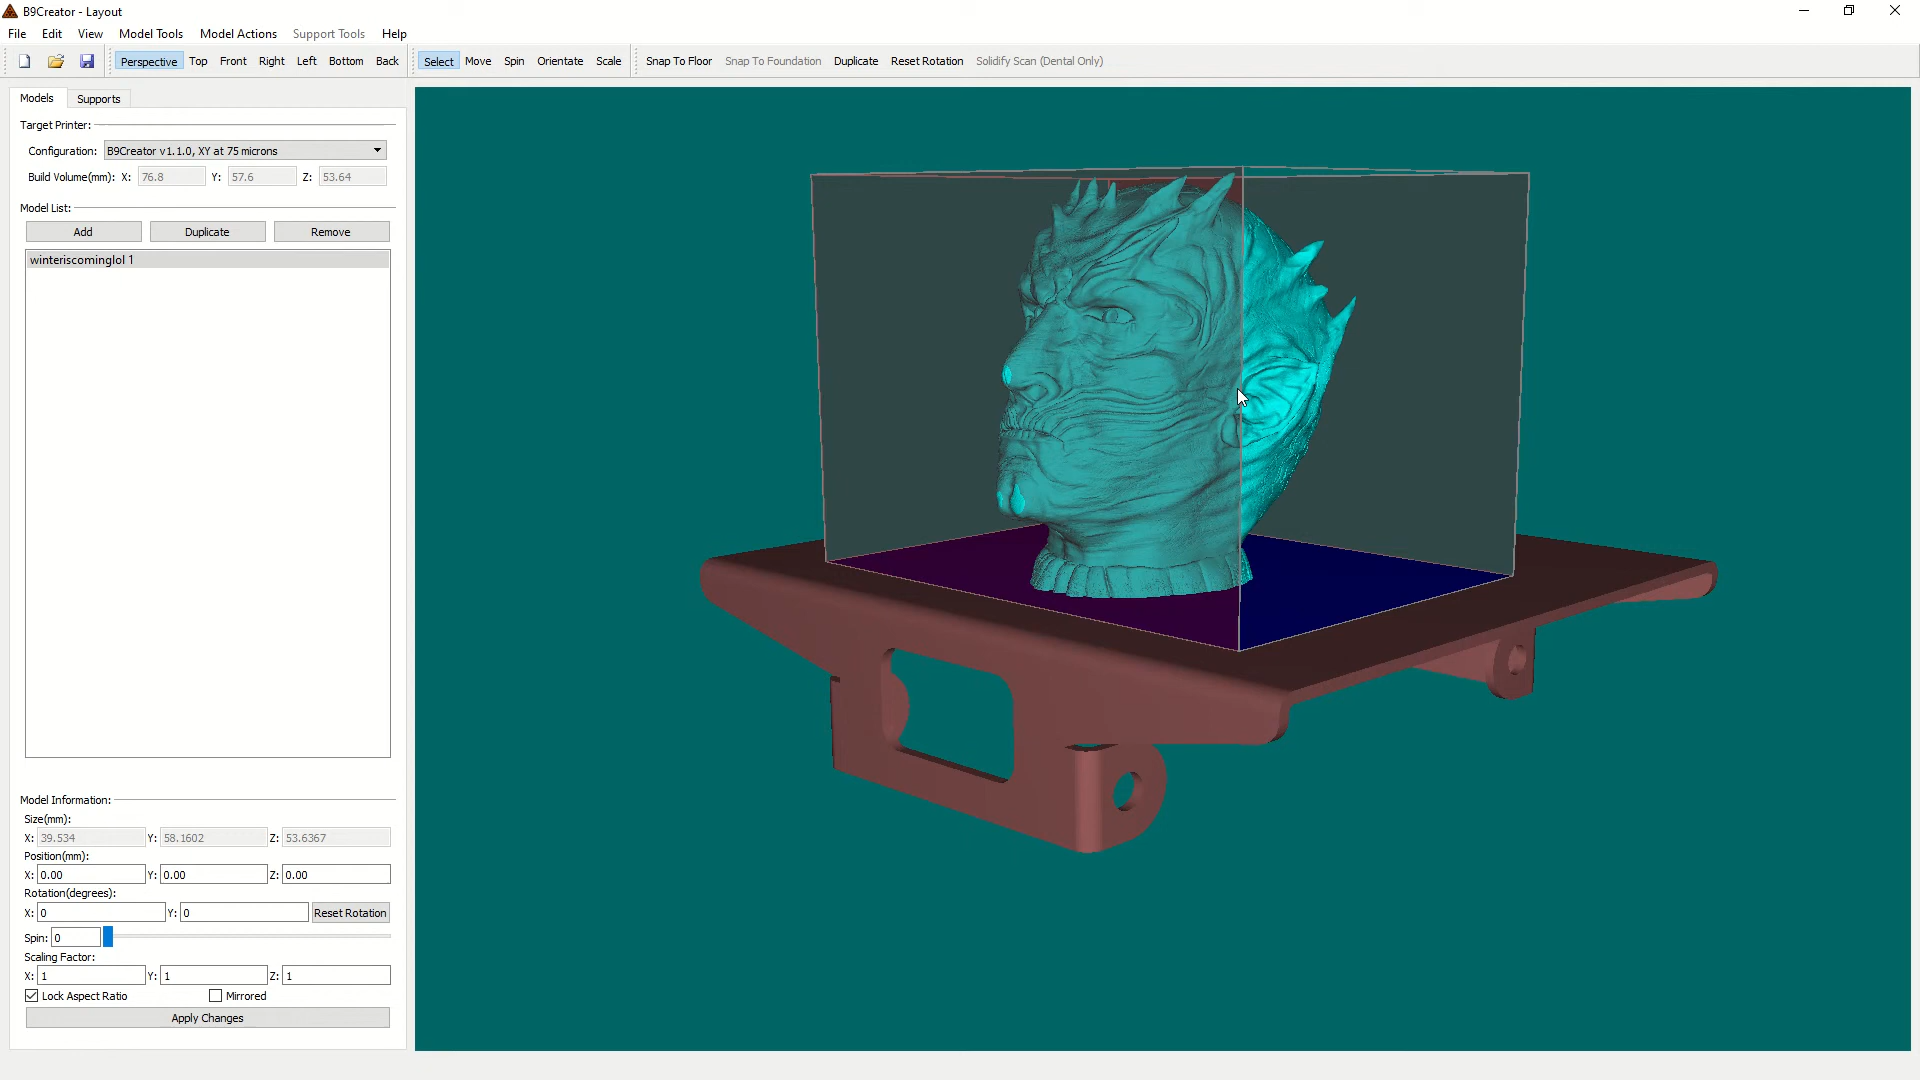 B9Creator - Layout
File Edit View Model Tools Model Actions Support Tools Help
Perspective Top Front Right Left Bottom Back Select Move Spin Orientate Scale Snap To Floor Snap To Foundation Duplicate Reset Rotation Solidify Scan (Dental Only)
Models Supports
Target Printer:
Configuration: B9Creator v1.1.0, XY at 75 microns
Build Volume(mm): X: 76.8 Y: 57.6 Z: 53.64
Model List:
Add Duplicate Remove
winteriscominglol 1
Model Information:
Size(mm):
X: 39.534 Y: 58.1602 Z: 53.6367
Position(mm):
X: 0.00 Y: 0.00 Z: 0.00
Rotation(degrees):
X: 0 Y: 0 Reset Rotation
Spin: 0
Scaling Factor:
X: 1 Y: 1 Z: 1
Lock Aspect Ratio Mirrored
Apply Changes